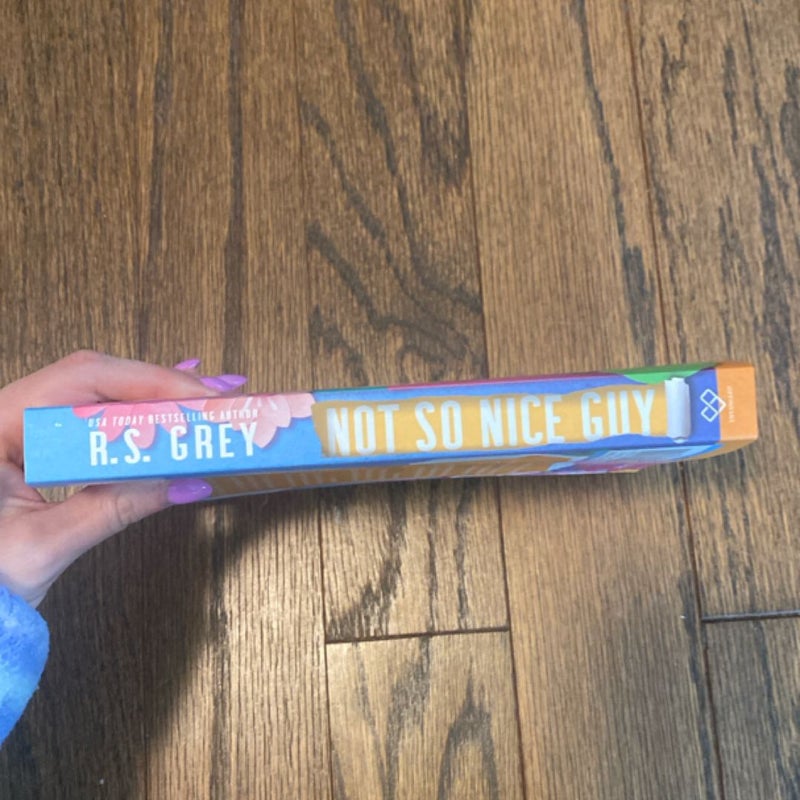 USA TODAY BESTSELLING AUTHOR
R.S. GREY
NOT SO NICE GUY